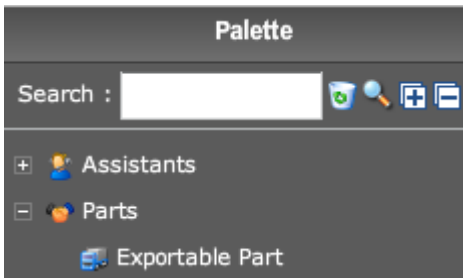 Palette
Search :
Assistants
Parts
Exportable Part